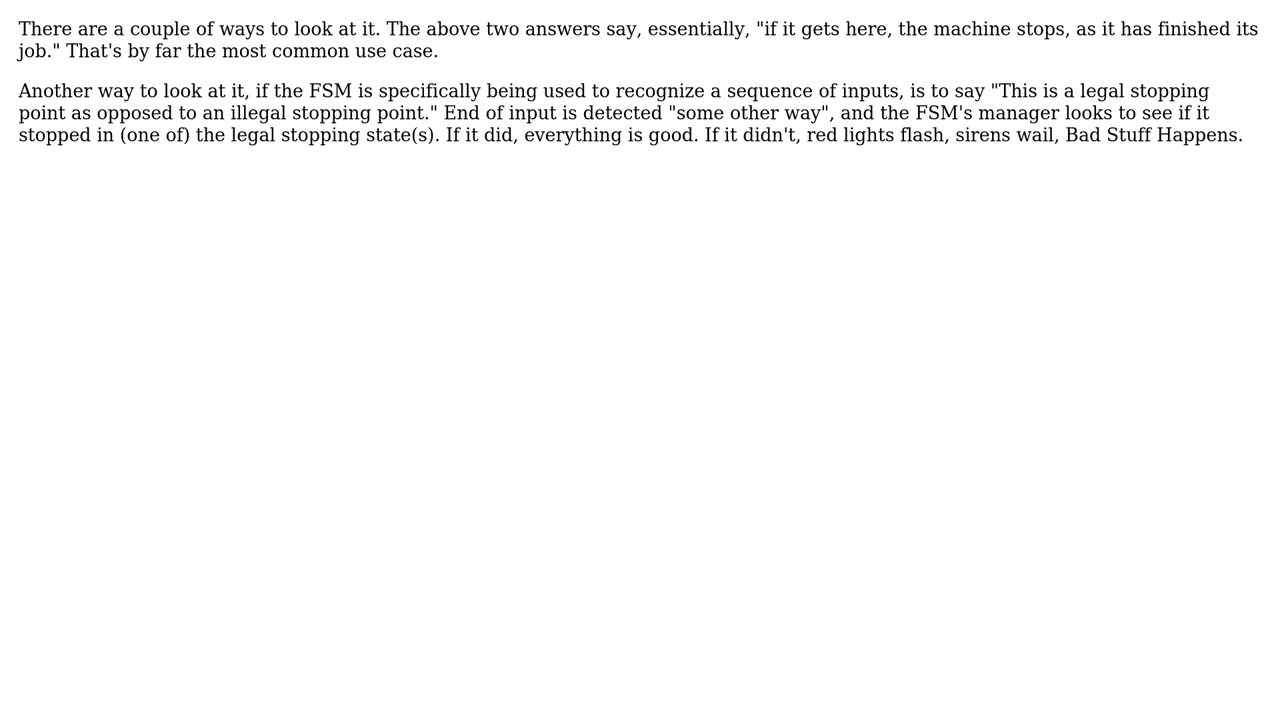 There are a couple of ways to look at it. The above two answers say, essentially, "if it gets here, the machine stops, as it has finished its
job." That's by far the most common use case.
Another way to look at it, if the FSM is specifically being used to recognize a sequence of inputs, is to say "This is a legal stopping
point as opposed to an illegal stopping point." End of input is detected "some other way", and the FSM's manager looks to see if it
stopped in (one of) the legal stopping state(s). If it did, everything is good. If it didn't, red lights flash, sirens wail, Bad Stuff Happens.